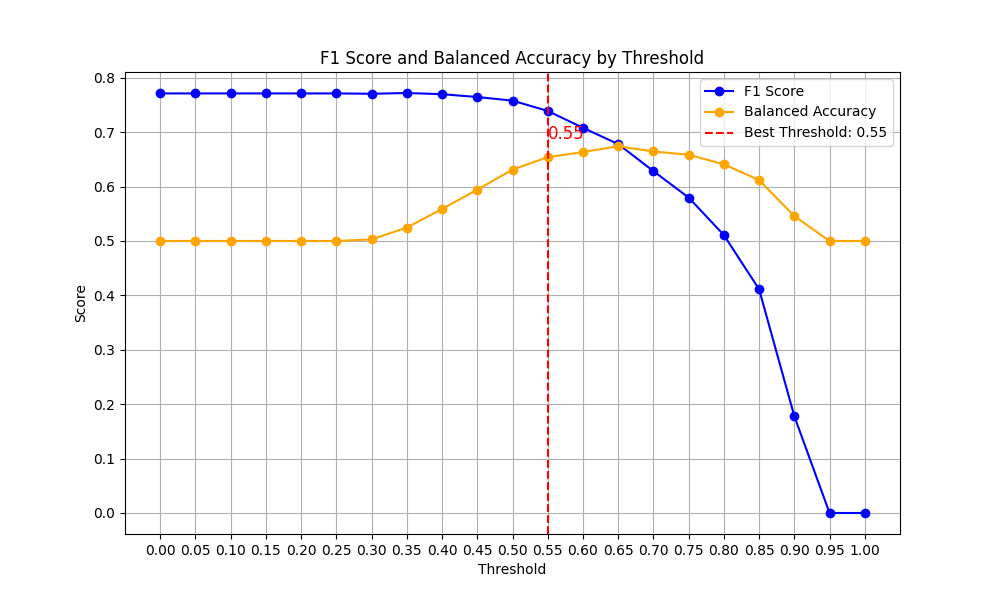 F1 Score and Balanced Accuracy by Threshold
F1 Score
Balanced Accuracy
Best Threshold: 0.55
0.55
Score
0.8
0.7
0.6
0.5
0.4
0.3
0.2
0.1
0.0
0.00 0.05 0.10 0.15 0.20 0.25 0.30 0.35 0.40 0.45 0.50 0.55 0.60 0.65 0.70 0.75 0.80 0.85 0.90 0.95 1.00
Threshold